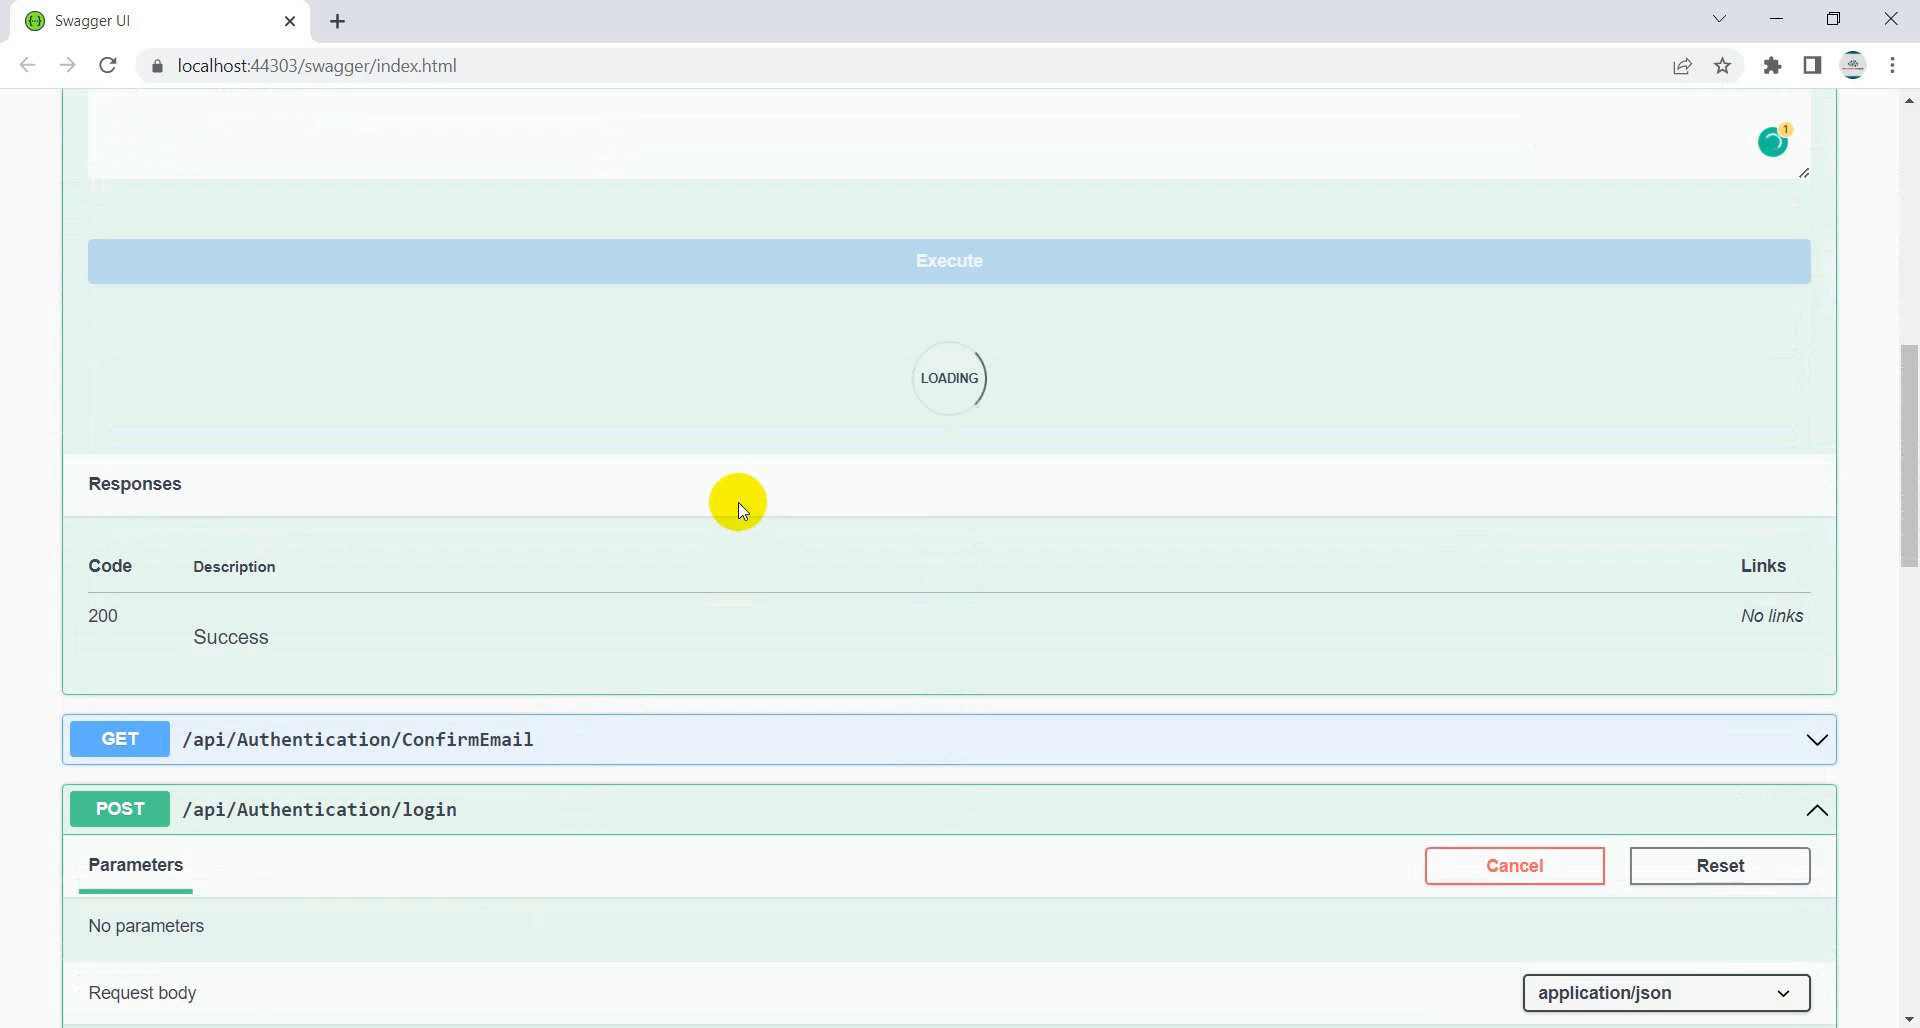 Swagger UI
localhost:44303/swagger/index.html
1
Execute
LOADING
Responses
Code Description Links
200 No links
Success
GET /api/Authentication/ConfirmEmail
POST /api/Authentication/login
Parameters Cancel Reset
No parameters
Request body application/json